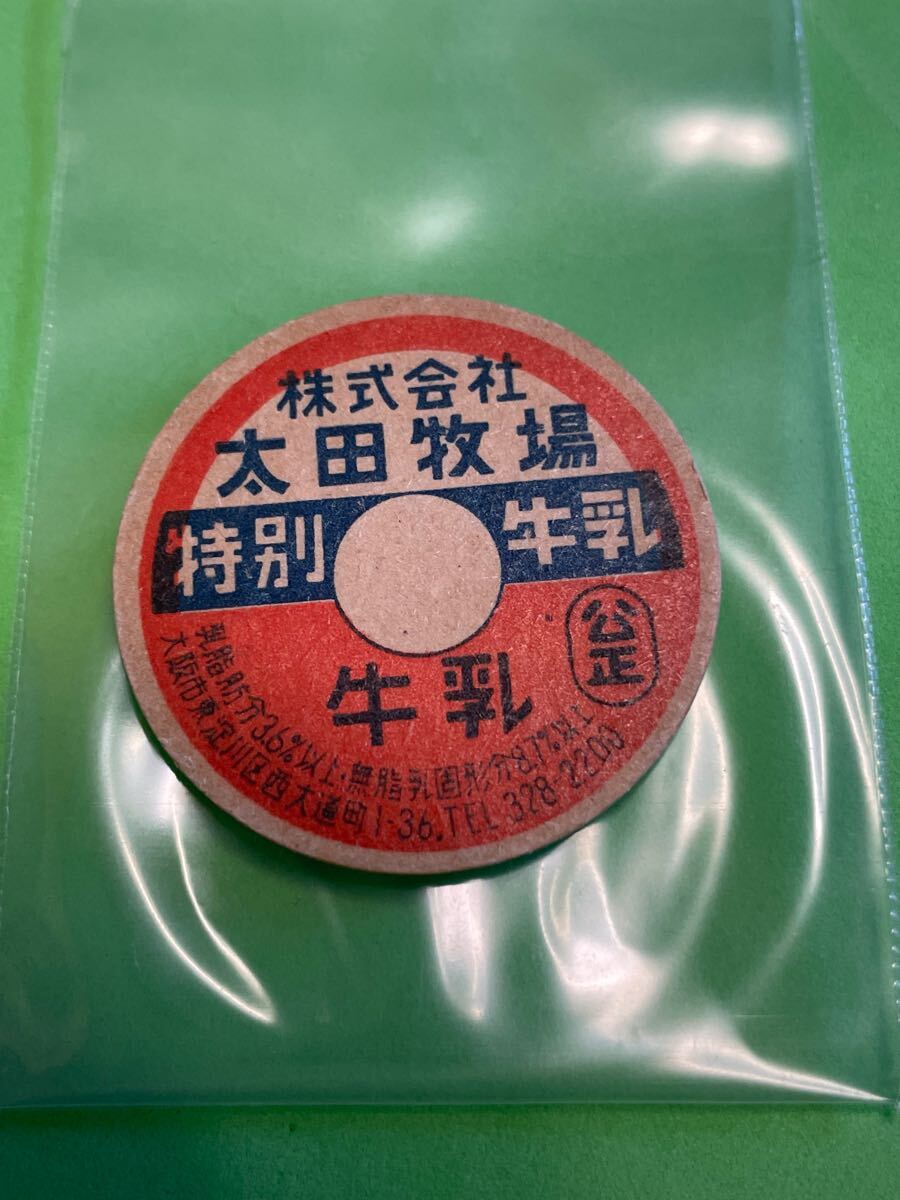 株式会社
太田牧場
特別 牛乳
公正
乳脂肪分3.6%以上.無脂乳固形分8.7%以上
大阪市東淀川区西大道町1-36.TEL 328-2200